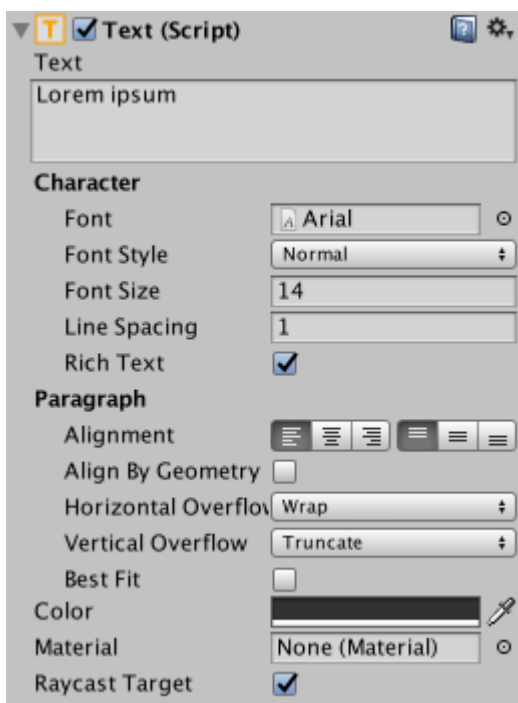 Text (Script)
Text
Lorem ipsum
Character
Font Arial
Font Style Normal
Font Size 14
Line Spacing 1
Rich Text
Paragraph
Alignment
Align By Geometry
Horizontal Overflow Wrap
Vertical Overflow Truncate
Best Fit
Color
Material None (Material)
Raycast Target